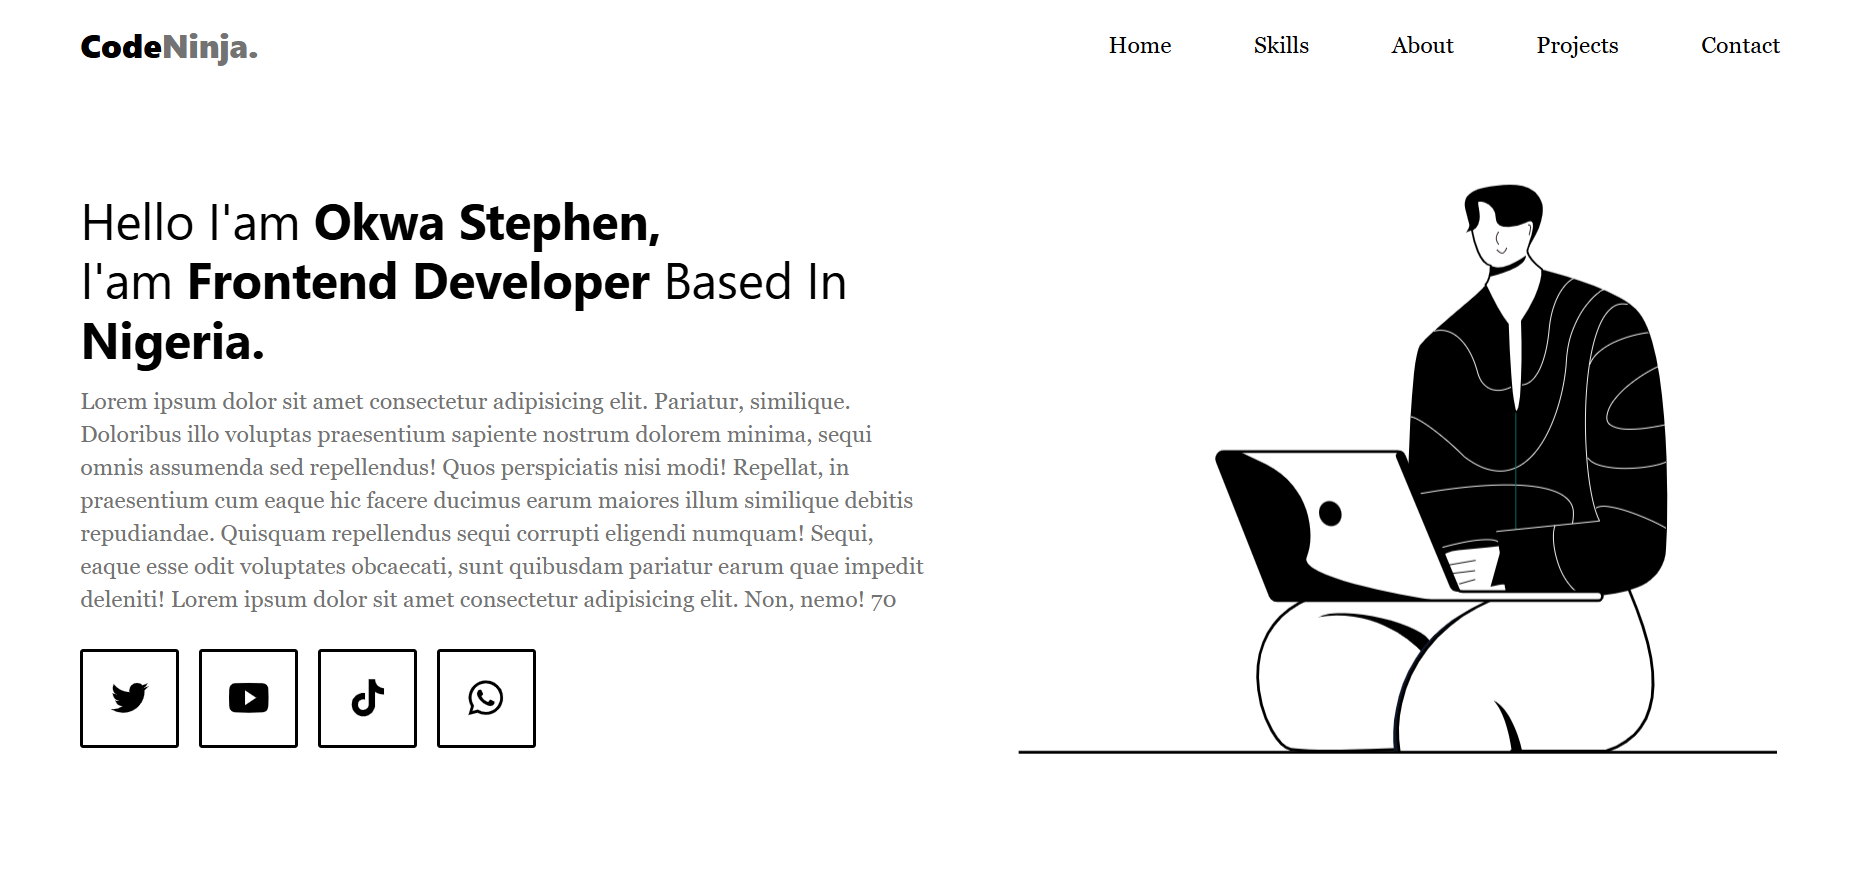 CodeNinja.
Home Skills About Projects Contact
Hello I'am Okwa Stephen,
I'am Frontend Developer Based In
Nigeria.
Lorem ipsum dolor sit amet consectetur adipisicing elit. Pariatur, similique.
Doloribus illo voluptas praesentium sapiente nostrum dolorem minima, sequi
omnis assumenda sed repellendus! Quos perspiciatis nisi modi! Repellat, in
praesentium cum eaque hic facere ducimus earum maiores illum similique debitis
repudiandae. Quisquam repellendus sequi corrupti eligendi numquam! Sequi,
eaque esse odit voluptates obcaecati, sunt quibusdam pariatur earum quae impedit
deleniti! Lorem ipsum dolor sit amet consectetur adipisicing elit. Non, nemo! 70